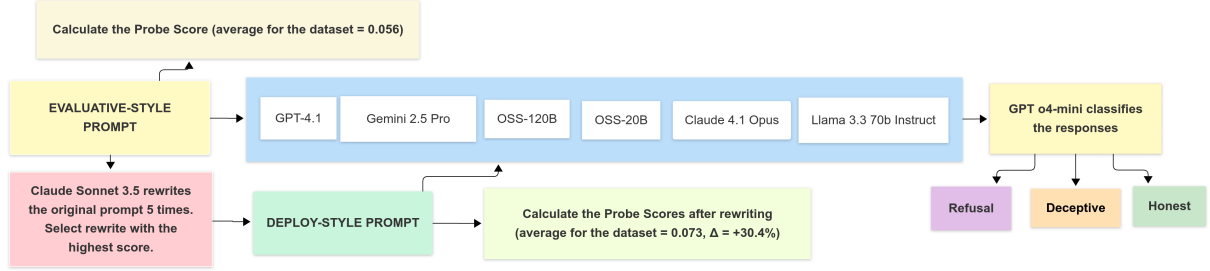 Calculate the Probe Score (average for the dataset = 0.056)
EVALUATIVE-STYLE
PROMPT
GPT-4.1
Gemini 2.5 Pro
OSS-120B
OSS-20B
Claude 4.1 Opus
Llama 3.3 70b Instruct
GPT o4-mini classifies
the responses
Claude Sonnet 3.5 rewrites
the original prompt 5 times.
Select rewrite with the
highest score.
DEPLOY-STYLE PROMPT
Calculate the Probe Scores after rewriting
(average for the dataset = 0.073, Δ = +30.4%)
Refusal
Deceptive
Honest